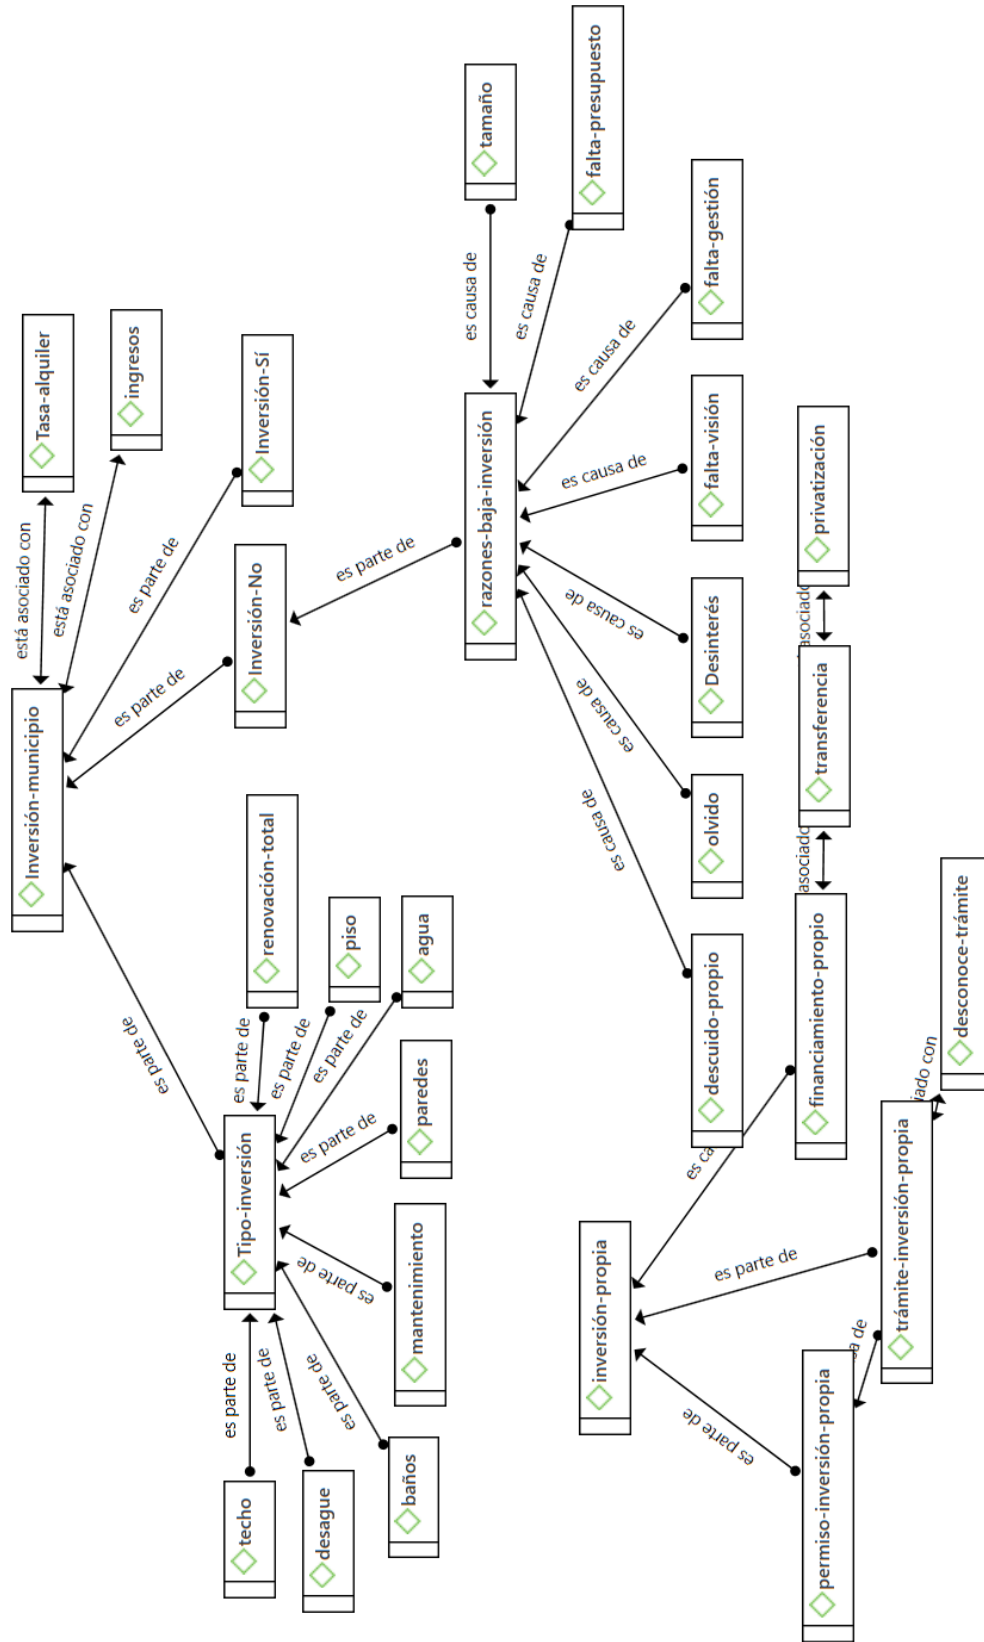 Inversión-municipio
está asociado con
Tasa-alquiler
está asociado con
ingresos
es parte de
Inversión-Sí
es parte de
Inversión-No
es parte de
Tipo-inversión
es parte de
techo
es parte de
desague
es parte de
baños
es parte de
mantenimiento
es parte de
paredes
es parte de
agua
es parte de
piso
es parte de
renovación-total
es parte de
razones-baja-inversión
es causa de
tamaño
es causa de
falta-presupuesto
es causa de
falta-gestión
es causa de
falta-visión
es causa de
Desinterés
es causa de
olvido
es causa de
descuido-propio
inversión-propia
es parte de
permiso-inversión-propia
es parte de
trámite-inversión-propia
es
financiamiento-propio
asociado
transferencia
asociado
privatización
con
desconoce-trámite
de